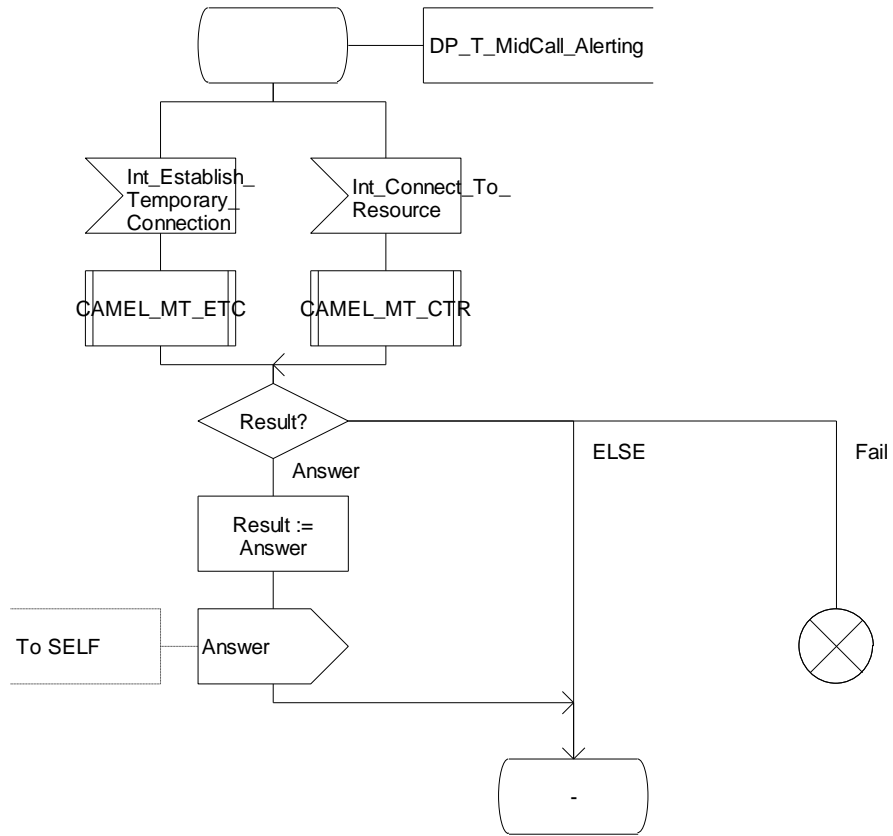 DP_T_MidCall_Alerting
Int_Establish_
Temporary_
Connection
Int_Connect_To_
Resource
CAMEL_MT_ETC
CAMEL_MT_CTR
Result?
ELSE
Fail
Answer
Result :=
Answer
To SELF
Answer
-